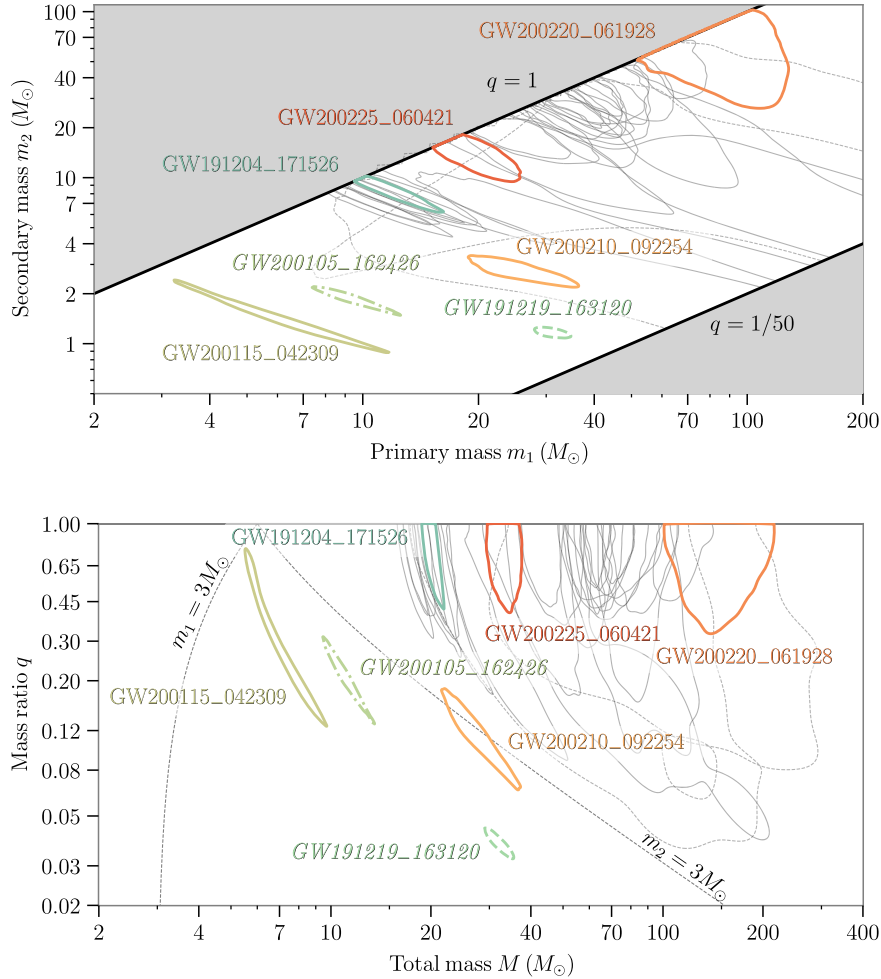 100
70
40
20
10
7
4
2
1
Secondary mass m₂ (M⊙)
GW200220_061928
q = 1
GW200225_060421
GW191204_171526
GW200105_162426
GW200210_092254
GW191219_163120
GW200115_042309
q = 1/50
2 4 7 10 20 40 70 100 200
Primary mass m₁ (M⊙)
1.00
0.65
0.45
0.30
0.20
0.12
0.08
0.05
0.03
0.02
Mass ratio q
GW191204_171526
m₁ = 3M⊙
GW200225_060421
GW200220_061928
GW200105_162426
GW200115_042309
GW200210_092254
GW191219_163120
m₂ = 3M⊙
2 4 7 10 20 40 70 100 200 400
Total mass M (M⊙)